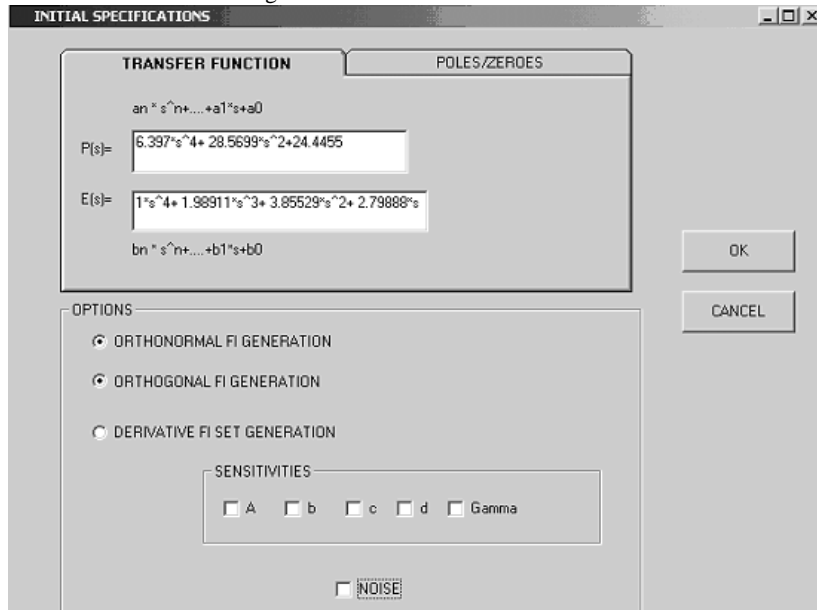 INITIAL SPECIFICATIONS
TRANSFER FUNCTION
POLES/ZEROES
an * s^n+....+a1*s+a0
P(s)= 6.397*s^4+ 28.5699*s^2+24.4455
E(s)= 1*s^4+ 1.98911*s^3+ 3.85529*s^2+ 2.79888*s
bn * s^n+....+b1*s+b0
OK
CANCEL
OPTIONS
ORTHONORMAL FI GENERATION
ORTHOGONAL FI GENERATION
DERIVATIVE FI SET GENERATION
SENSITIVITIES
A b c d Gamma
NOISE